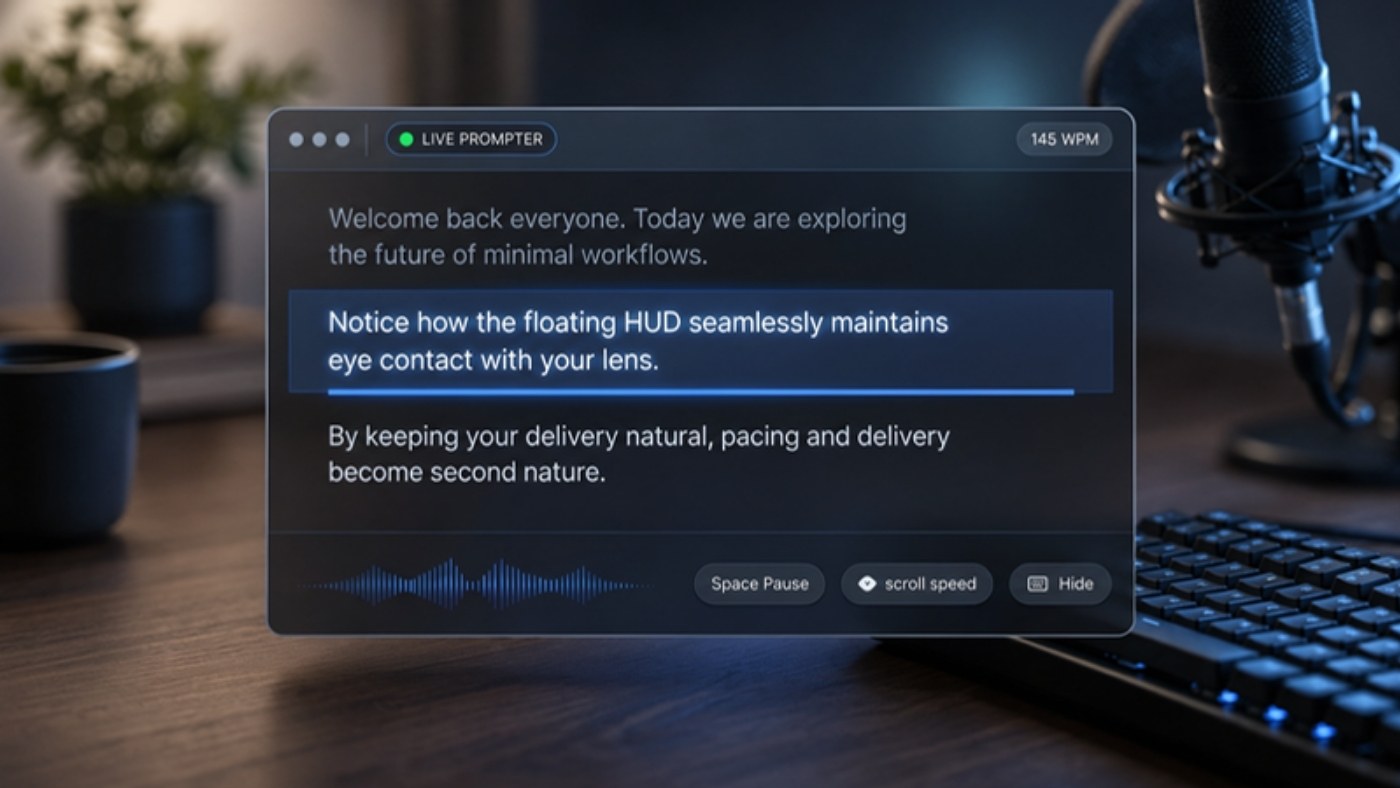 LIVE PROMPTER
145 WPM
Welcome back everyone. Today we are exploring
the future of minimal workflows.
Notice how the floating HUD seamlessly maintains
eye contact with your lens.
By keeping your delivery natural, pacing and delivery
become second nature.
Space Pause
scroll speed
Hide